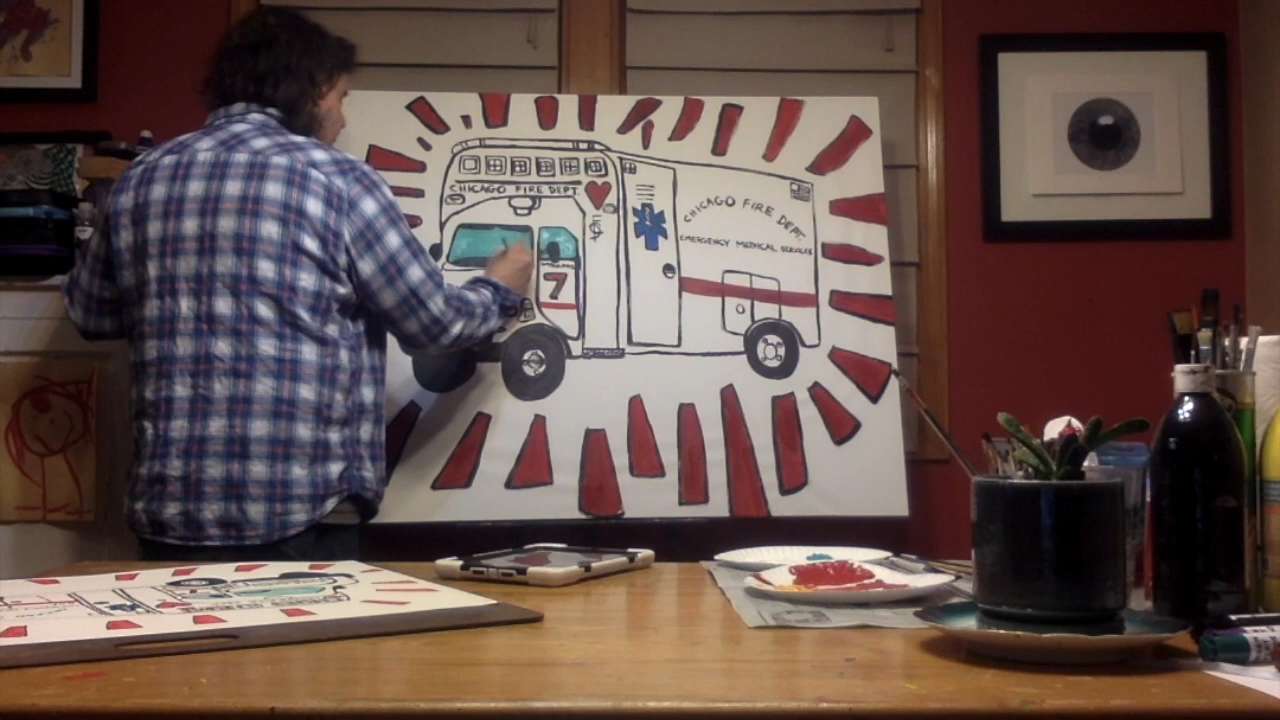 CHICAGO FIRE DEPT.
CHICAGO FIRE DEPT.
EMERGENCY MEDICAL SERVICES
7